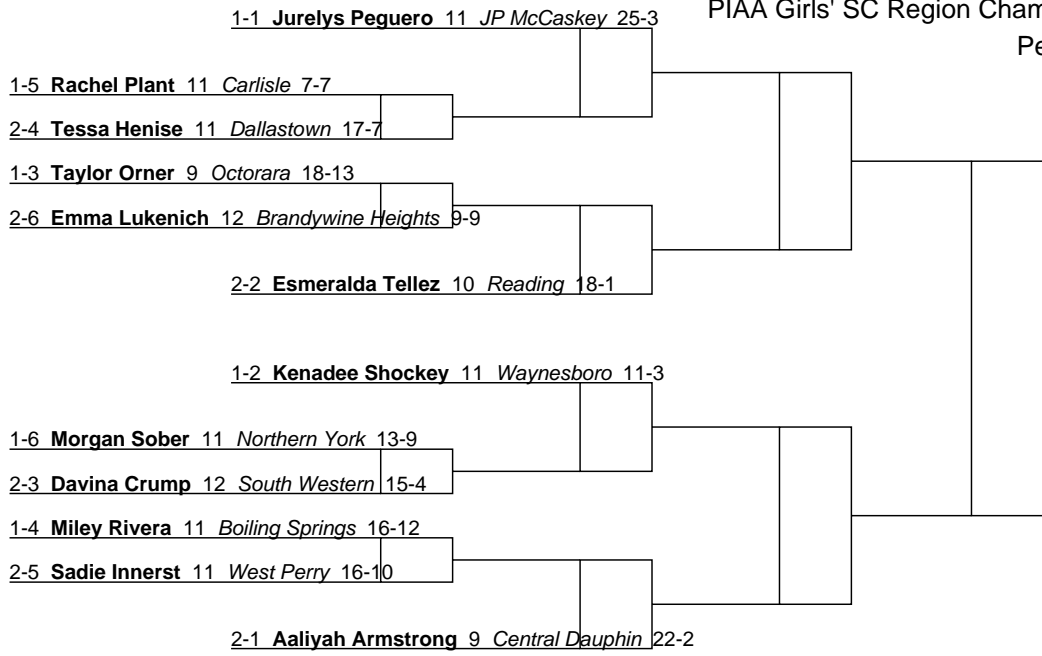 PIAA Girls' SC Region Cham
Pe
1-1 Jurelys Peguero 11 JP McCaskey 25-3
1-5 Rachel Plant 11 Carlisle 7-7
2-4 Tessa Henise 11 Dallastown 17-7
1-3 Taylor Orner 9 Octorara 18-13
2-6 Emma Lukenich 12 Brandywine Heights 9-9
2-2 Esmeralda Tellez 10 Reading 18-1
1-2 Kenadee Shockey 11 Waynesboro 11-3
1-6 Morgan Sober 11 Northern York 13-9
2-3 Davina Crump 12 South Western 15-4
1-4 Miley Rivera 11 Boiling Springs 16-12
2-5 Sadie Innerst 11 West Perry 16-10
2-1 Aaliyah Armstrong 9 Central Dauphin 22-2